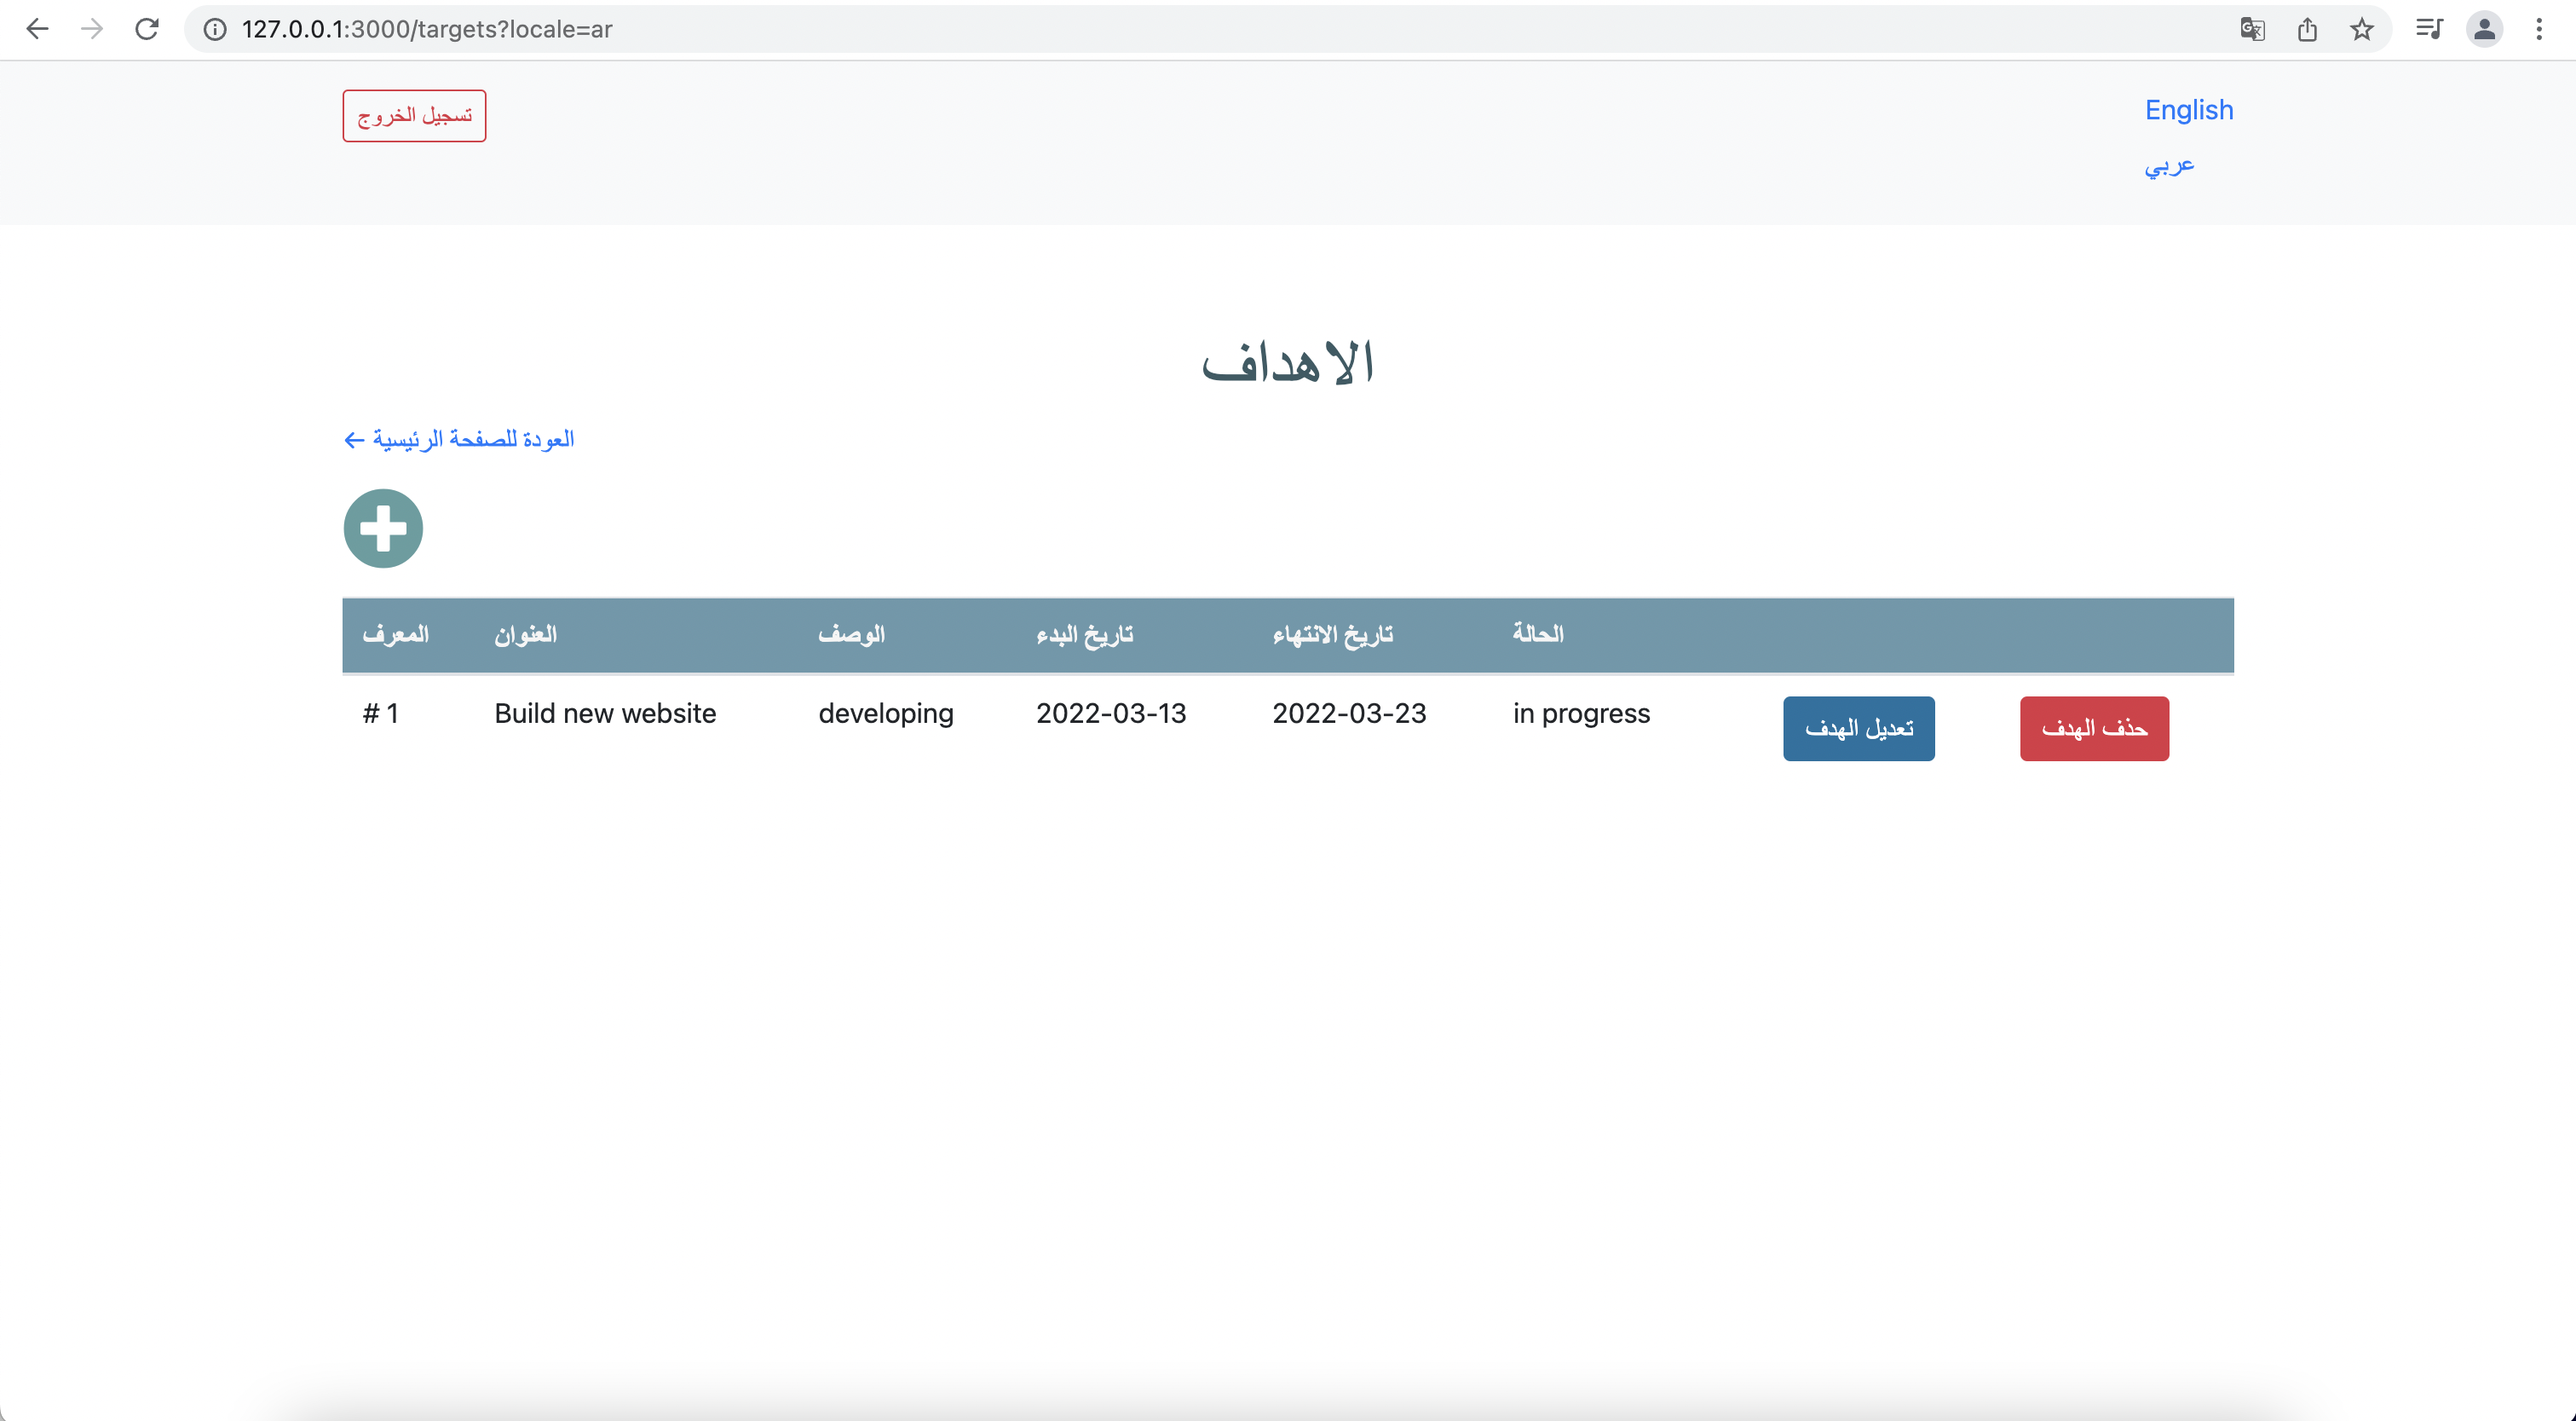 127.0.0.1:3000/targets?locale=ar
تسجيل الخروج
English
عربي
الاهداف
العودة للصفحة الرئيسية ←
المعرف العنوان الوصف تاريخ البدء تاريخ الانتهاء الحالة
# 1 Build new website developing 2022-03-13 2022-03-23 in progress تعديل الهدف حذف الهدف